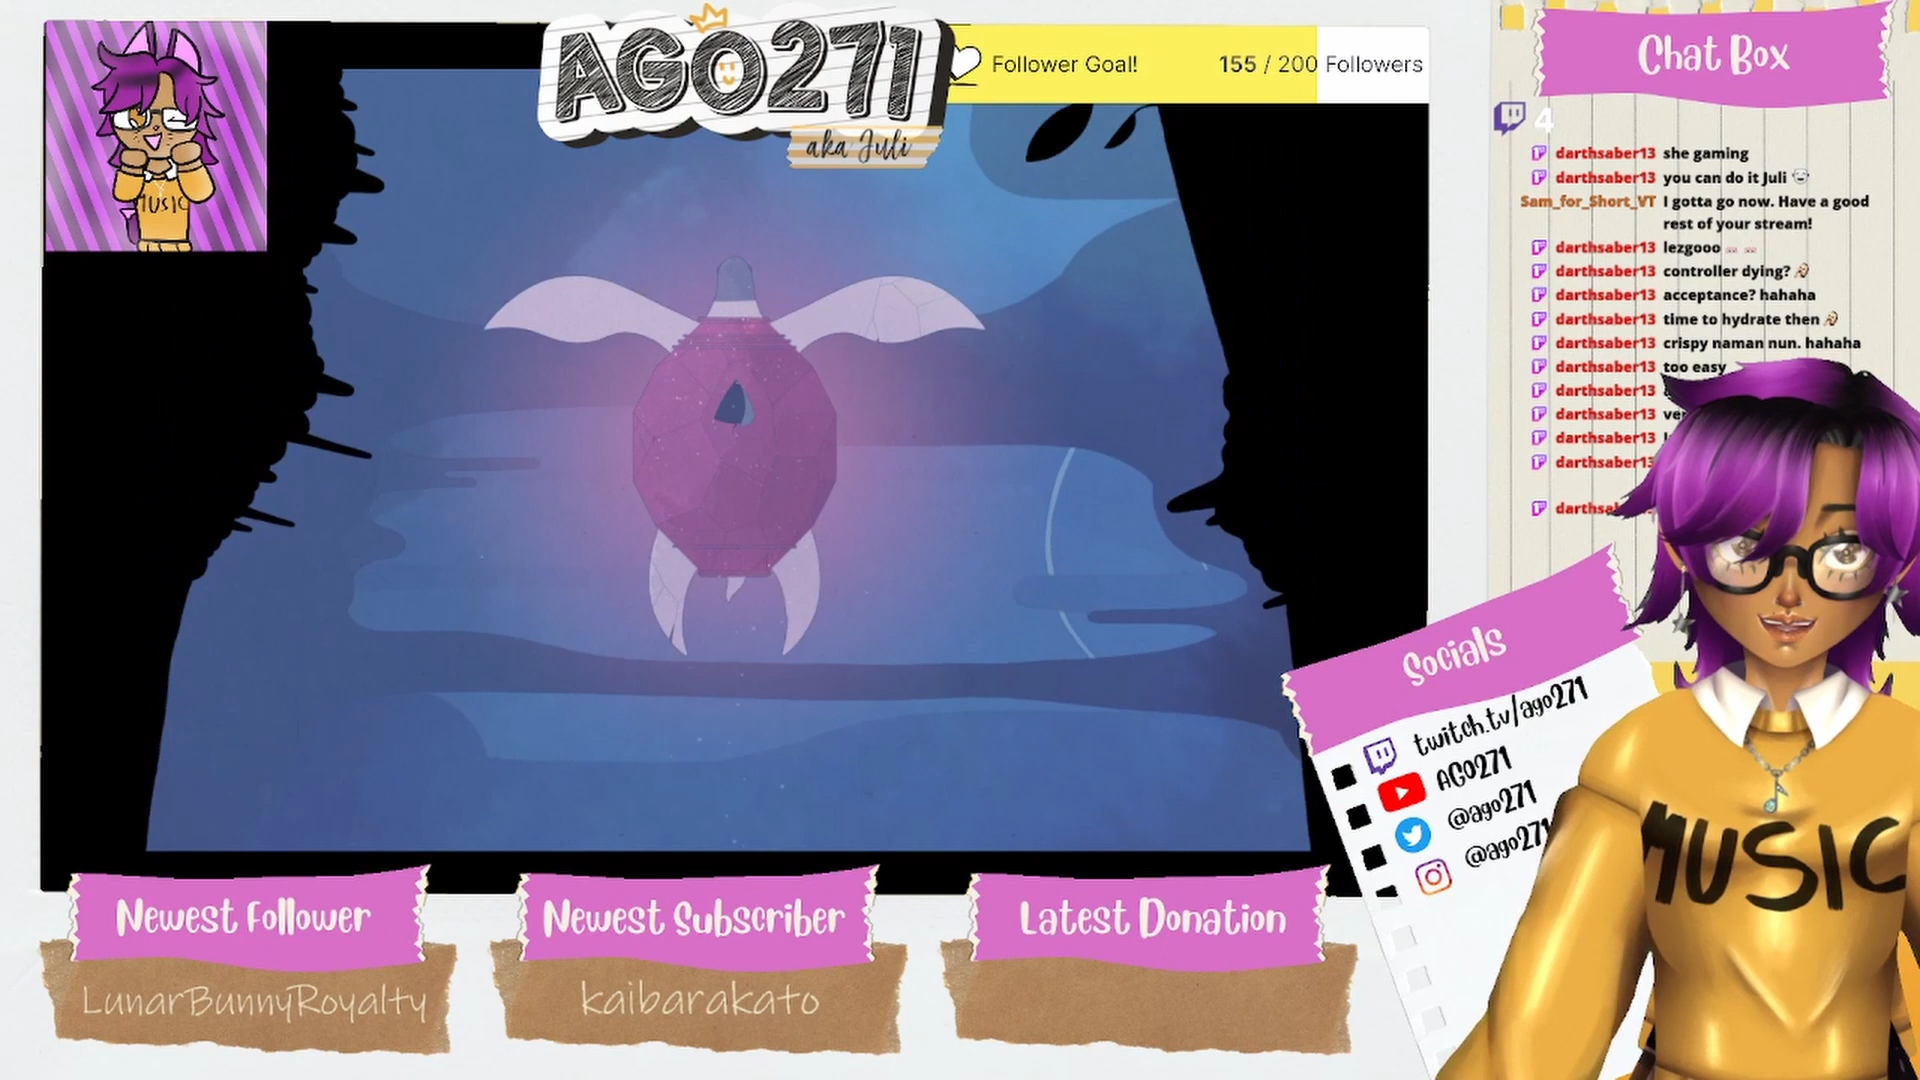 AGO271
aka Juli
Follower Goal!
155 / 200 Followers
Chat Box
4
darthsaber13 she gaming
darthsaber13 you can do it Juli
Sam_for_Short_VT I gotta go now. Have a good
rest of your stream!
darthsaber13 lezgooo
darthsaber13 controller dying?
darthsaber13 acceptance? hahaha
darthsaber13 time to hydrate then
darthsaber13 crispy naman nun. hahaha
darthsaber13 too easy
darthsaber13
darthsaber13
darthsaber13
darthsaber13
MUSIC
Socials
twitch.tv/ago271
AGO271
@ago271
@ago271
MUSIC
Newest Follower
LunarBunnyRoyalty
Newest Subscriber
kaibarakato
Latest Donation